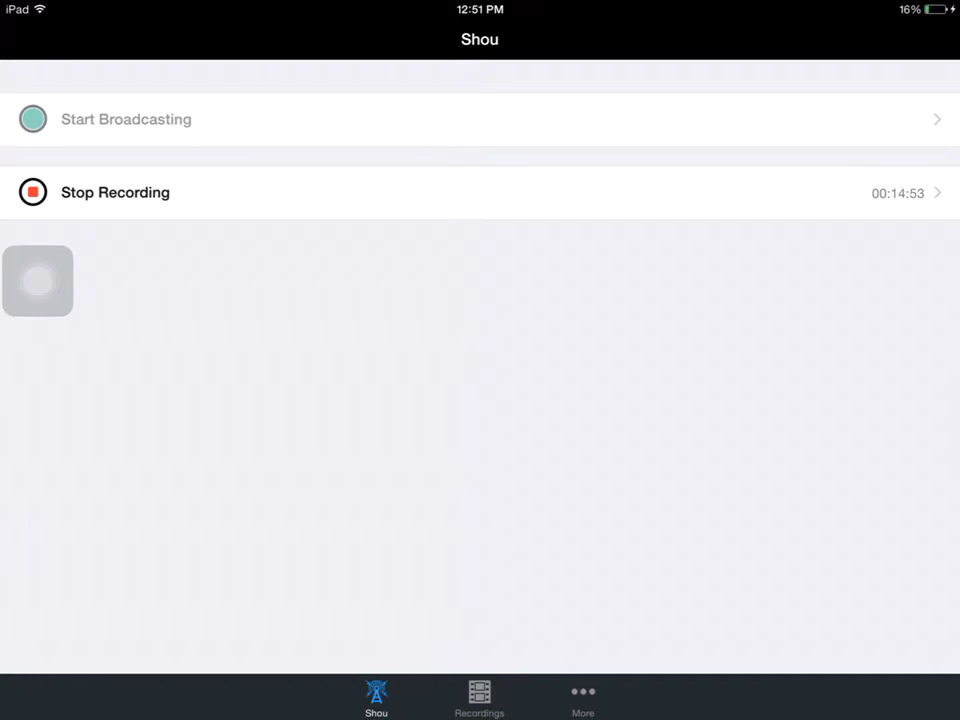 iPad 12:51 PM 16%
Shou
Start Broadcasting
Stop Recording 00:14:53
Shou Recordings More